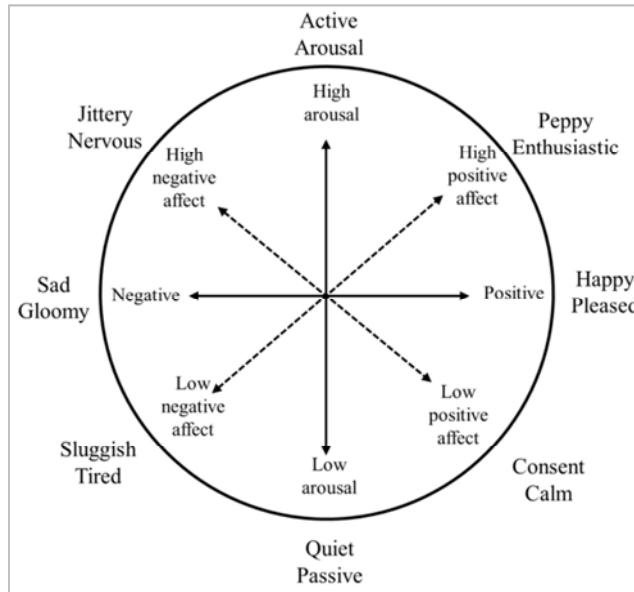 Active
Arousal
High
arousal
Jittery
Nervous
Peppy
Enthusiastic
High
negative
affect
High
positive
affect
Sad
Gloomy
Negative
Positive
Happy
Pleased
Low
negative
affect
Low
positive
affect
Sluggish
Tired
Low
arousal
Consent
Calm
Quiet
Passive